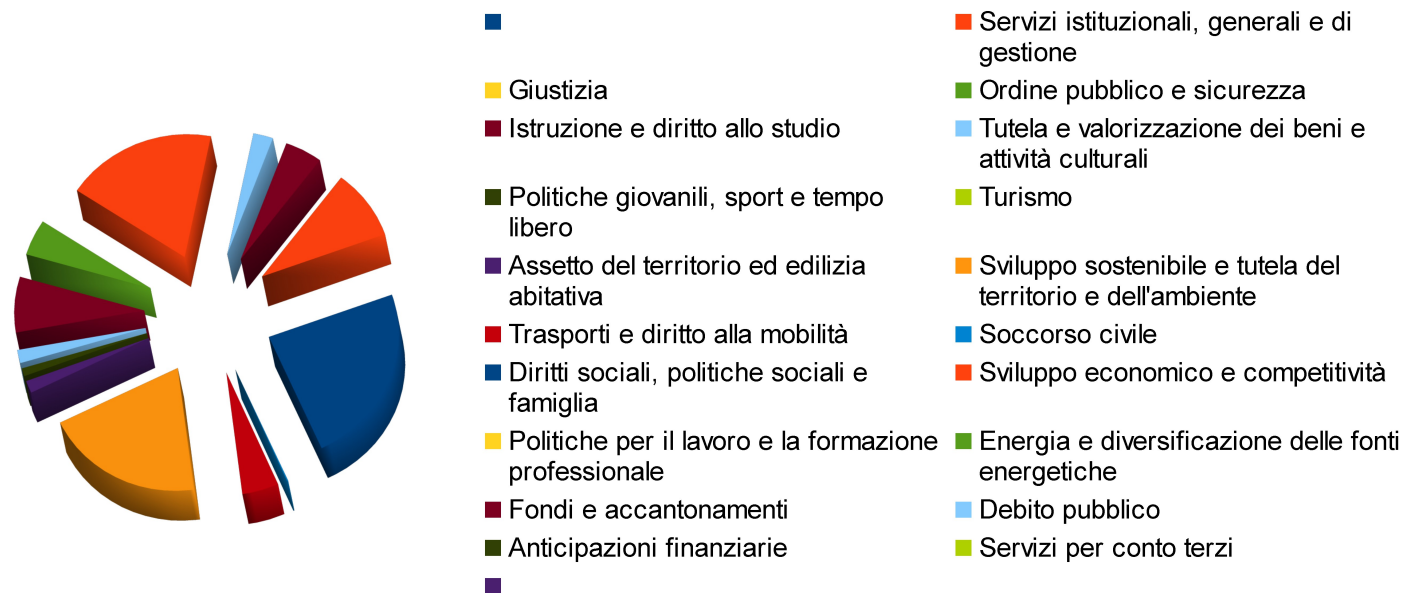 Servizi istituzionali, generali e di
gestione
Giustizia
Ordine pubblico e sicurezza
Istruzione e diritto allo studio
Tutela e valorizzazione dei beni e
attività culturali
Politiche giovanili, sport e tempo
libero
Turismo
Assetto del territorio ed edilizia
abitativa
Sviluppo sostenibile e tutela del
territorio e dell'ambiente
Trasporti e diritto alla mobilità
Soccorso civile
Diritti sociali, politiche sociali e
famiglia
Sviluppo economico e competitività
Politiche per il lavoro e la formazione
professionale
Energia e diversificazione delle fonti
energetiche
Fondi e accantonamenti
Debito pubblico
Anticipazioni finanziarie
Servizi per conto terzi